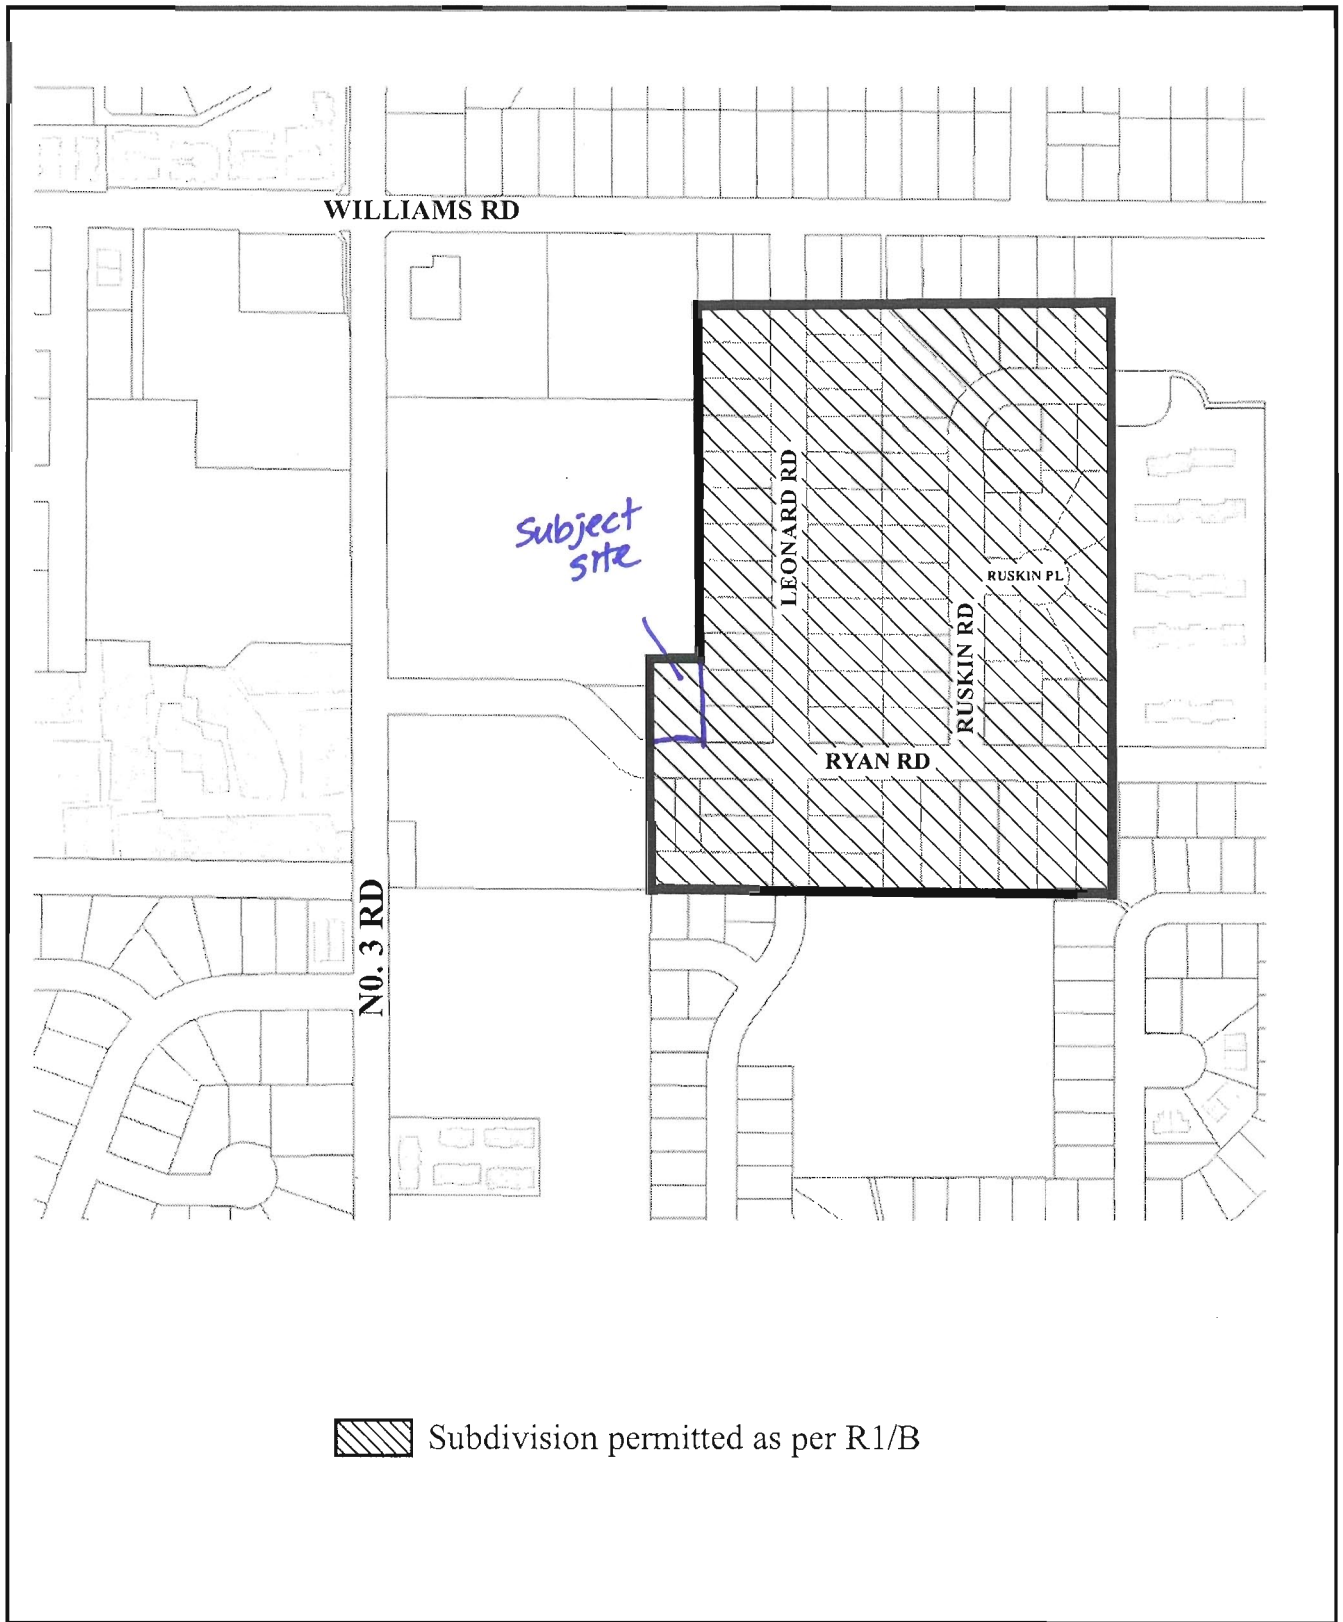 WILLIAMS RD
LEONARD RD
Subject
site
RUSKIN PL
RUSKIN RD
RYAN RD
N0. 3 RD
Subdivision permitted as per R1/B